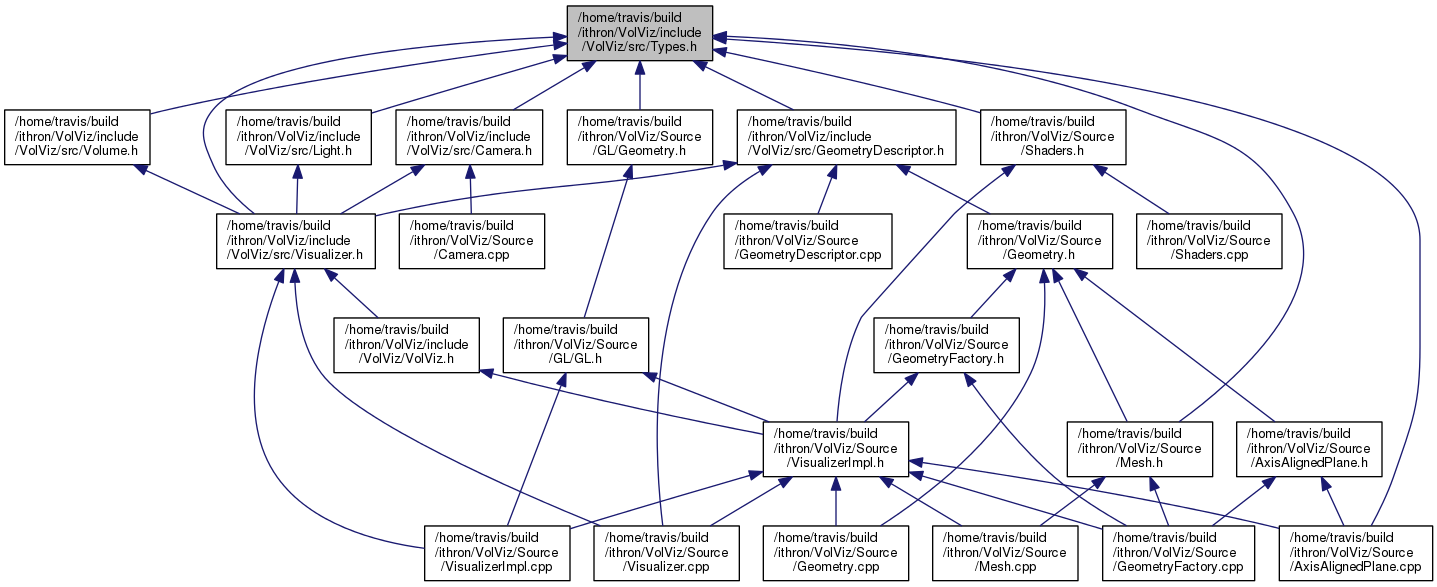 /home/travis/build
/ithron/VolViz/include
/VolViz/src/Types.h
/home/travis/build
/ithron/VolViz/include
/VolViz/src/Volume.h
/home/travis/build
/ithron/VolViz/include
/VolViz/src/Light.h
/home/travis/build
/ithron/VolViz/include
/VolViz/src/Camera.h
/home/travis/build
/ithron/VolViz/Source
/GL/Geometry.h
/home/travis/build
/ithron/VolViz/include
/VolViz/src/GeometryDescriptor.h
/home/travis/build
/ithron/VolViz/Source
/Shaders.h
/home/travis/build
/ithron/VolViz/include
/VolViz/src/Visualizer.h
/home/travis/build
/ithron/VolViz/Source
/Camera.cpp
/home/travis/build
/ithron/VolViz/Source
/GeometryDescriptor.cpp
/home/travis/build
/ithron/VolViz/Source
/Geometry.h
/home/travis/build
/ithron/VolViz/Source
/Shaders.cpp
/home/travis/build
/ithron/VolViz/include
/VolViz/VolViz.h
/home/travis/build
/ithron/VolViz/Source
/GL/GL.h
/home/travis/build
/ithron/VolViz/Source
/GeometryFactory.h
/home/travis/build
/ithron/VolViz/Source
/VisualizerImpl.h
/home/travis/build
/ithron/VolViz/Source
/Mesh.h
/home/travis/build
/ithron/VolViz/Source
/AxisAlignedPlane.h
/home/travis/build
/ithron/VolViz/Source
/VisualizerImpl.cpp
/home/travis/build
/ithron/VolViz/Source
/Visualizer.cpp
/home/travis/build
/ithron/VolViz/Source
/Geometry.cpp
/home/travis/build
/ithron/VolViz/Source
/Mesh.cpp
/home/travis/build
/ithron/VolViz/Source
/GeometryFactory.cpp
/home/travis/build
/ithron/VolViz/Source
/AxisAlignedPlane.cpp